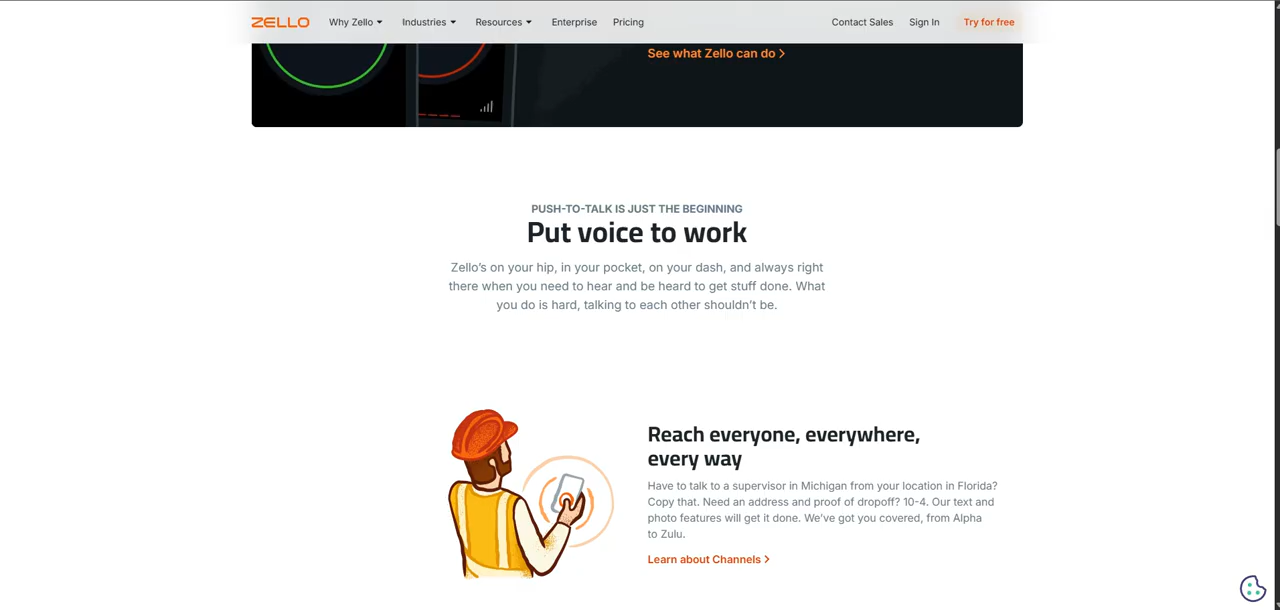 ZELLO
Why Zello
Industries
Resources
Enterprise
Pricing
Contact Sales
Sign In
Try for free
See what Zello can do
PUSH-TO-TALK IS JUST THE BEGINNING
Put voice to work
Zello’s on your hip, in your pocket, on your dash, and always right
there when you need to hear and be heard to get stuff done. What
you do is hard, talking to each other shouldn’t be.
Reach everyone, everywhere,
every way
Have to talk to a supervisor in Michigan from your location in Florida?
Copy that. Need an address and proof of dropoff? 10-4. Our text and
photo features will get it done. We’ve got you covered, from Alpha
to Zulu.
Learn about Channels